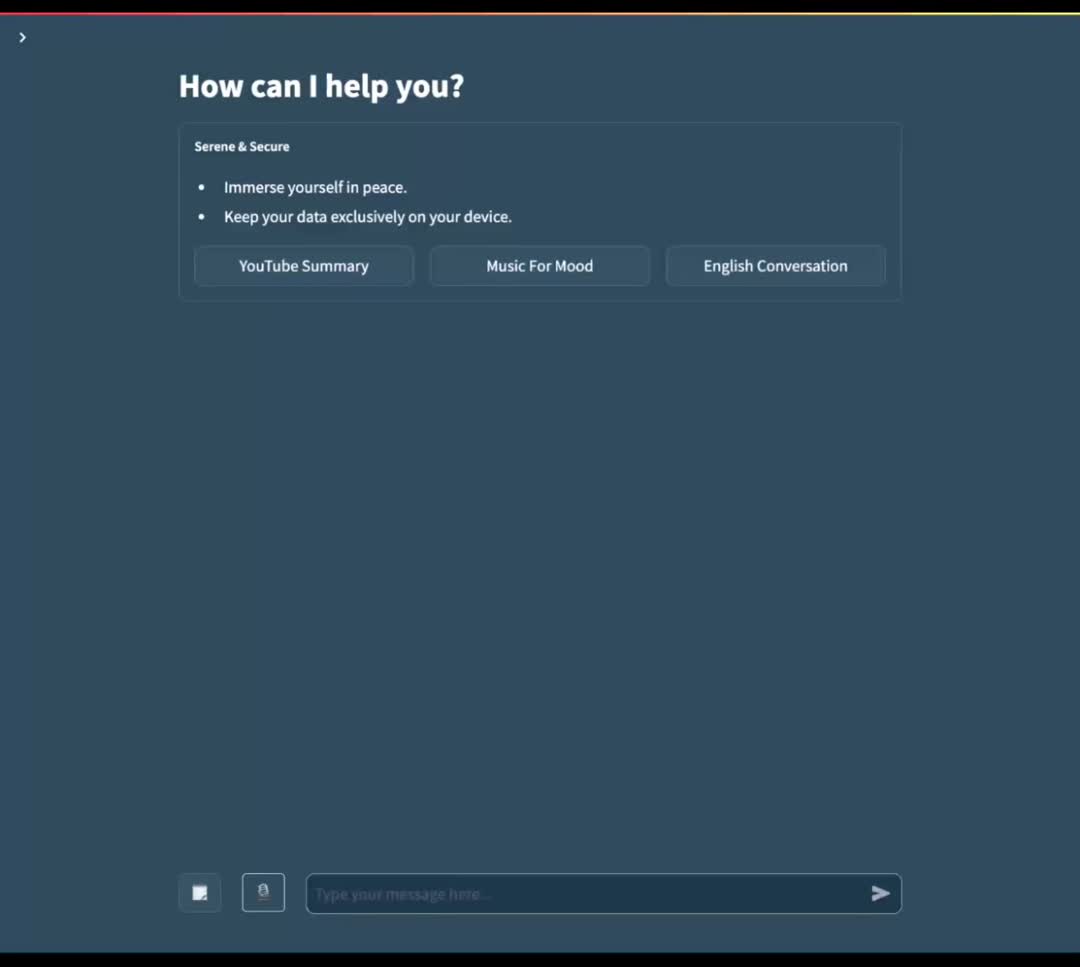 How can I help you?
Serene & Secure
Immerse yourself in peace.
Keep your data exclusively on your device.
YouTube Summary
Music For Mood
English Conversation
Type your message here...